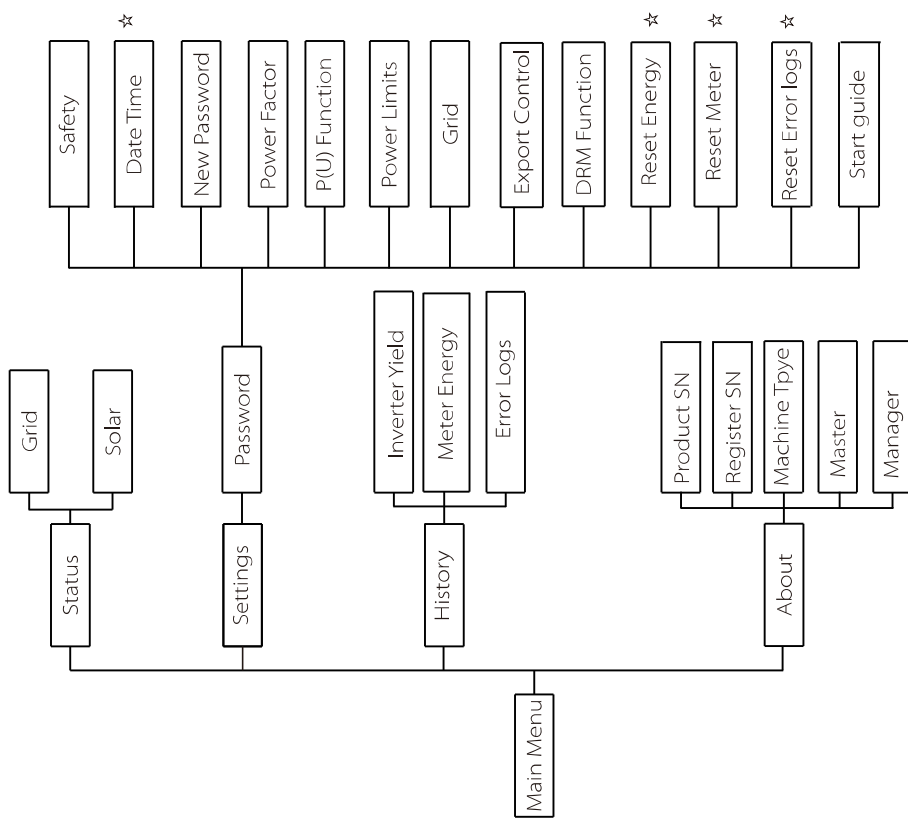 Main Menu
Status
Grid
Solar
Settings
Password
Safety
Date Time ☆
New Password
Power Factor
P(U) Function
Power Limits
Grid
Export Control
DRM Function
Reset Energy ☆
Reset Meter ☆
Reset Error logs ☆
Start guide
History
Inverter Yield
Meter Energy
Error Logs
About
Product SN
Register SN
Machine Tpye
Master
Manager